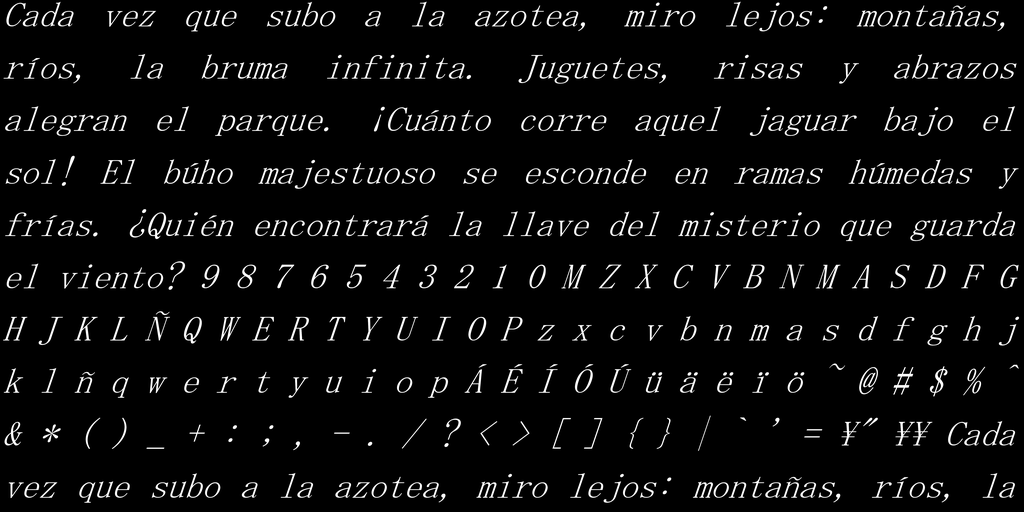 Cada vez que subo a la azotea, miro lejos: montañas,
ríos, la bruma infinita. Juguetes, risas y abrazos
alegran el parque. ¡Cuánto corre aquel jaguar bajo el
sol! El búho majestuoso se esconde en ramas húmedas y
frías. ¿Quién encontrará la llave del misterio que guarda
el viento? 9 8 7 6 5 4 3 2 1 0 M Z X C V B N M A S D F G
H J K L Ñ Q W E R T Y U I O P z x c v b n m a s d f g h j
k l ñ q w e r t y u i o p Á É Í Ó Ú ü ä ë ï ö ~ @ # $ % ^
& * ( ) _ + : ; , - . / ? < > [ ] { } | ` ' = ¥" ¥¥ Cada
vez que subo a la azotea, miro lejos: montañas, ríos, la